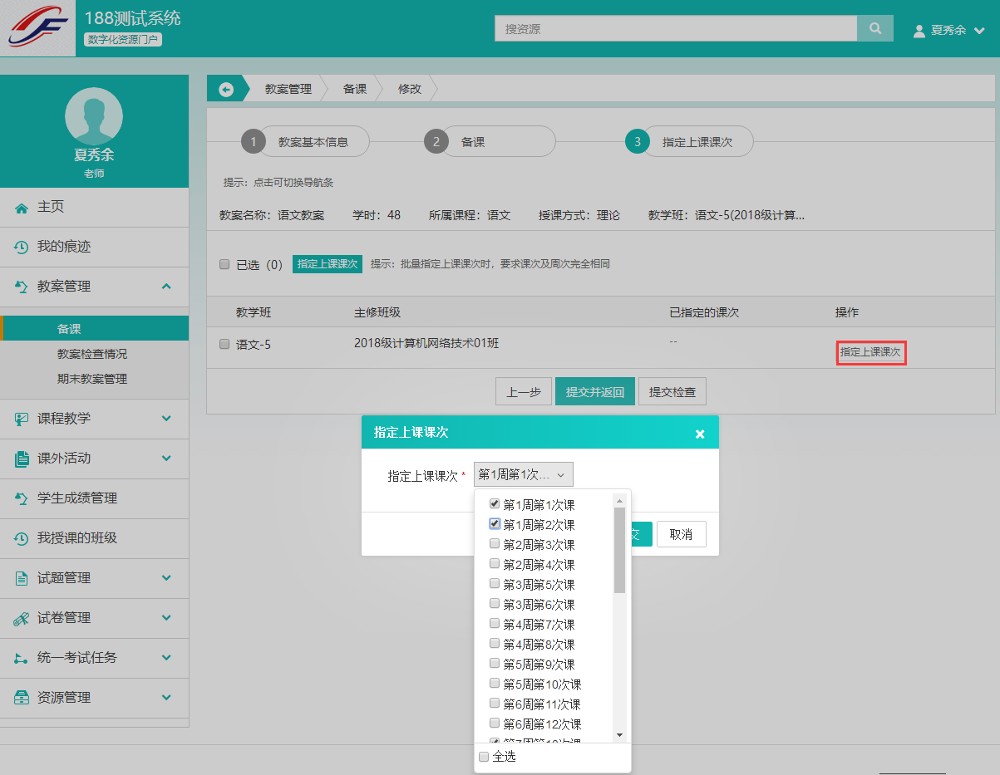 188测试系统
数字化资源门户
搜资源
夏秀余
夏秀余
老师
主页
我的痕迹
教案管理
备课
教案检查情况
期末教案管理
课程教学
课外活动
学生成绩管理
我授课的班级
试题管理
试卷管理
统一考试任务
资源管理
教案管理 备课 修改
1 教案基本信息 2 备课 3 指定上课课次
提示：点击可切换导航条
教案名称：语文教案 学时：48 所属课程：语文 授课方式：理论 教学班：语文-5(2018级计算...
已选（0） 指定上课课次 提示：批量指定上课课次时，要求课次及周次完全相同
教学班 主修班级 已指定的课次 操作
语文-5 2018级计算机网络技术01班 -- 指定上课课次
上一步 提交并返回 提交检查
指定上课课次
指定上课课次 * 第1周第1次...
第1周第1次课
第1周第2次课
第2周第3次课
第2周第4次课
第3周第5次课
第3周第6次课
第4周第7次课
第4周第8次课
第5周第9次课
第5周第10次课
第6周第11次课
第6周第12次课
第7周第13次课
全选
交 取消